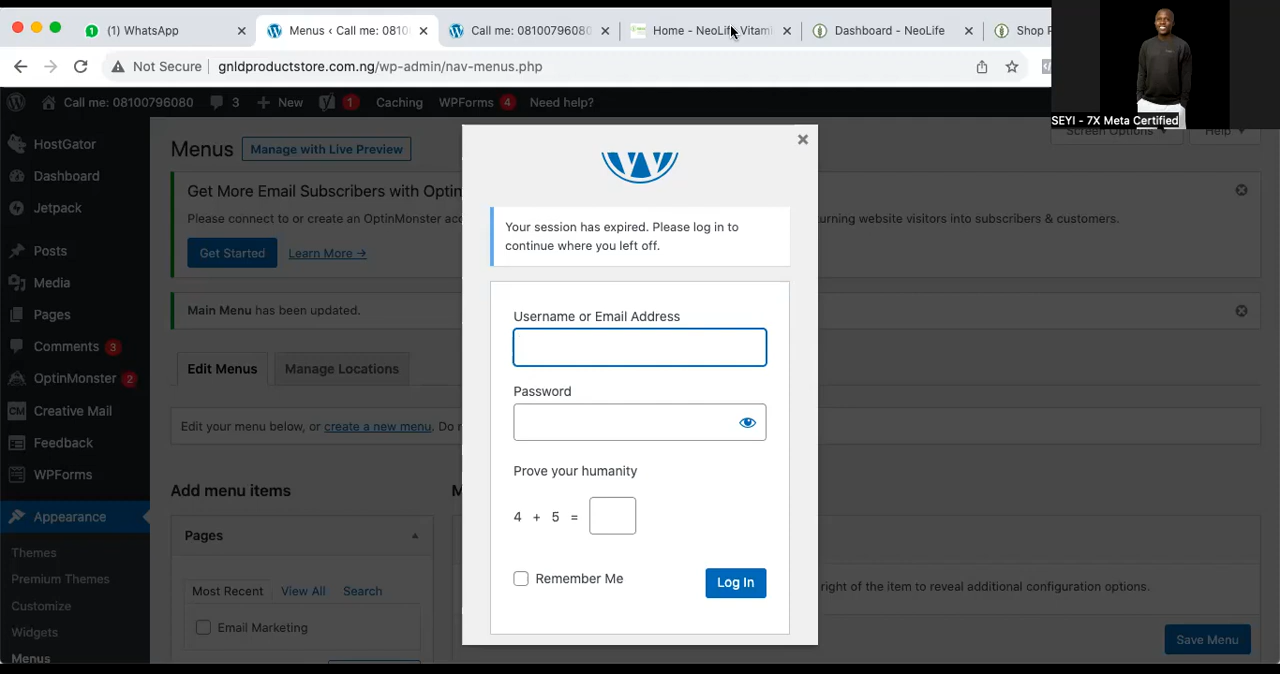 (1) WhatsApp
Menus ‹ Call me: 0810
Call me: 0810079680
Home - NeoLife Vitami
Dashboard - NeoLife
Shop P
Not Secure
gnldproductstore.com.ng/wp-admin/nav-menus.php
SEYI - 7X Meta Certified
Call me: 08100796080
3
New
1
Caching
WPForms 4
Need help?
Screen Options
Help
HostGator
Dashboard
Jetpack
Posts
Media
Pages
Comments 3
OptinMonster 2
CM Creative Mail
Feedback
WPForms
Appearance
Themes
Premium Themes
Customize
Widgets
Menus
Menus
Manage with Live Preview
Get More Email Subscribers with Optin
Please connect to or create an OptinMonster acc
urning website visitors into subscribers & customers.
Get Started
Learn More →
Main Menu has been updated.
Edit Menus
Manage Locations
Edit your menu below, or create a new menu. Do
Add menu items
M
Pages
Most Recent
View All
Search
Email Marketing
right of the item to reveal additional configuration options.
Save Menu
Your session has expired. Please log in to
continue where you left off.
Username or Email Address
Password
Prove your humanity
4 + 5 =
Remember Me
Log In